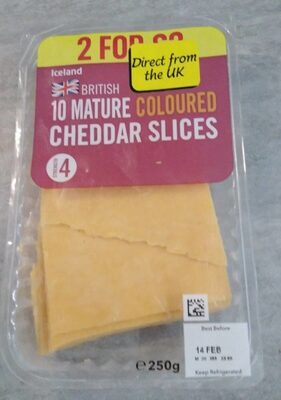 2 FOR
Direct from
the UK
Iceland
BRITISH
10 MATURE COLOURED
CHEDDAR SLICES
STRENGTH 4
Best Before
14 FEB
Keep Refrigerated
e 250g